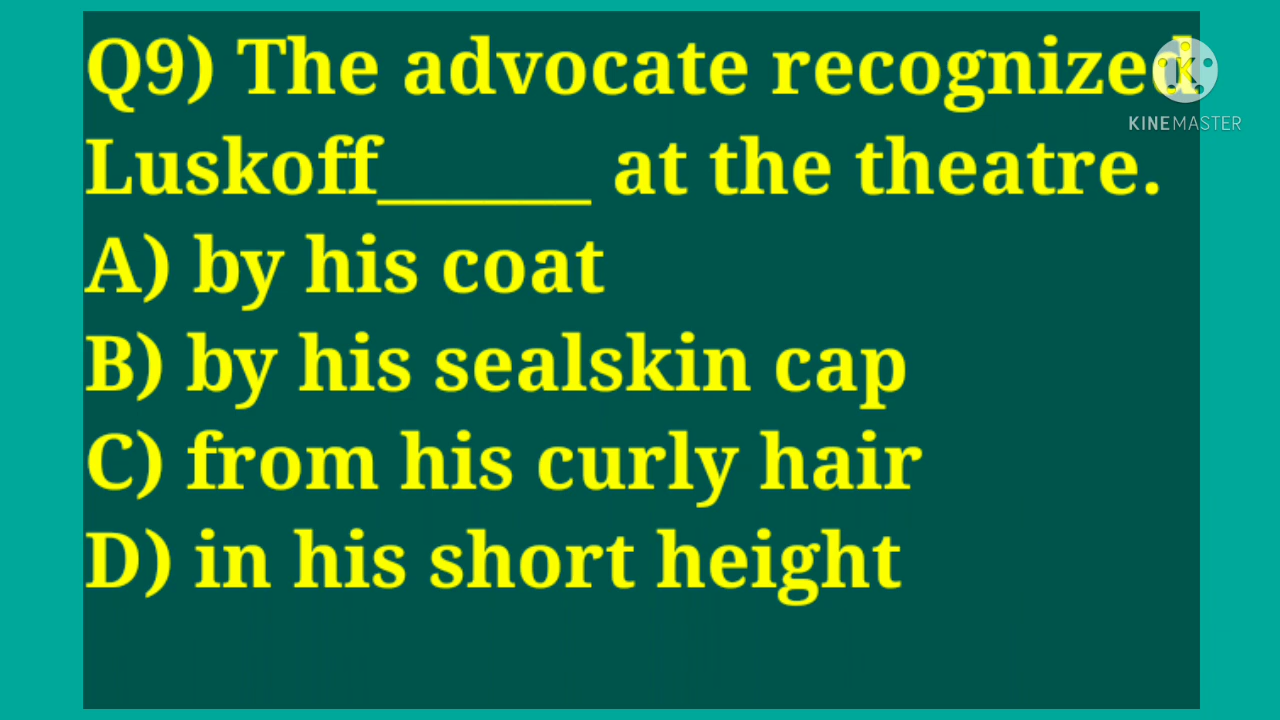 Q9) The advocate recognized
KINEMASTER
Luskoff______ at the theatre.
A) by his coat
B) by his sealskin cap
C) from his curly hair
D) in his short height